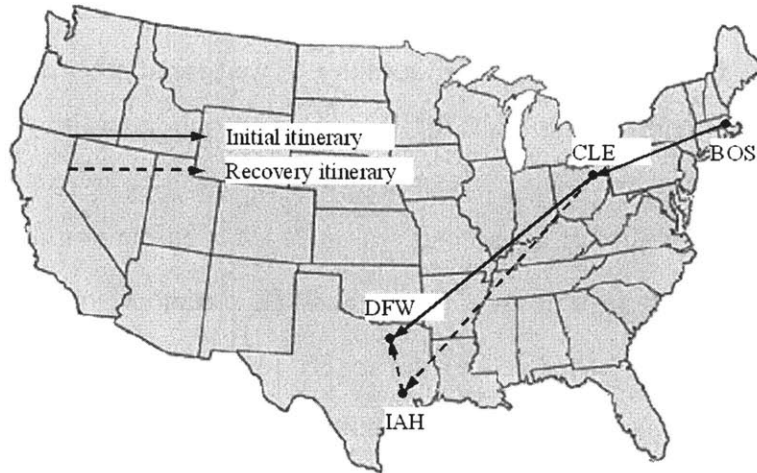 Initial itinerary
Recovery itinerary
CLE
BOS
DFW
IAH